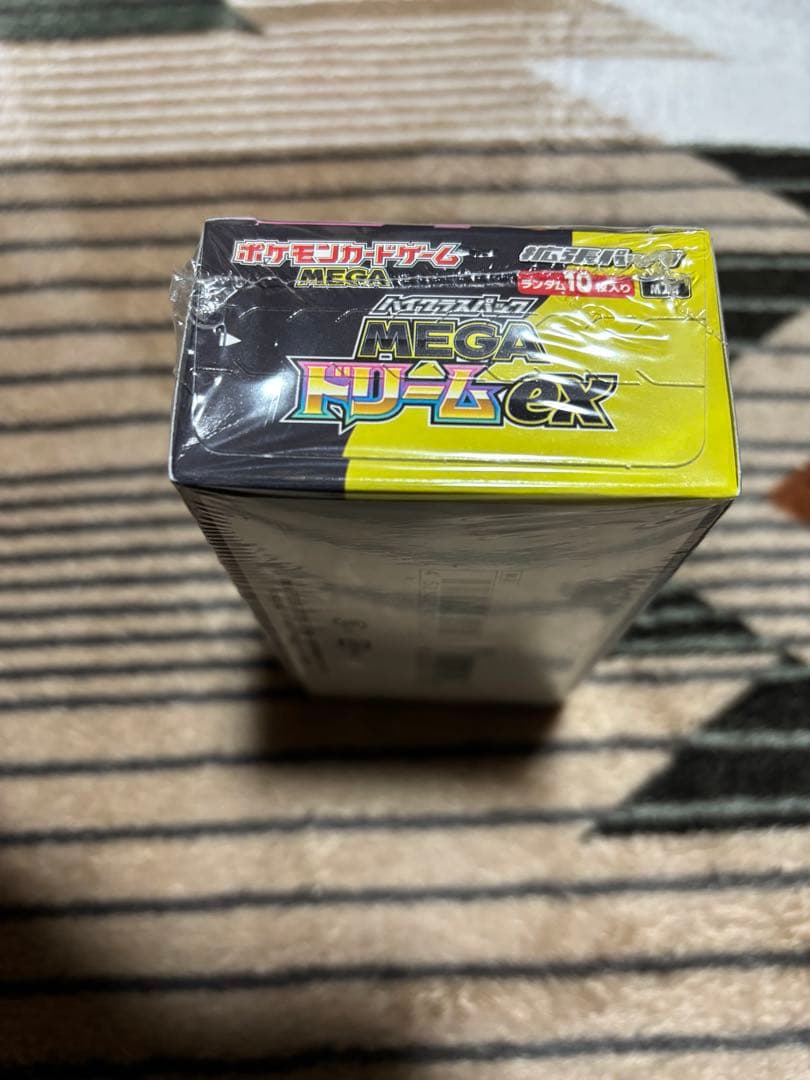 ポケモンカードゲーム
MEGA
拡張パック
ランダム10枚入り
ハイクラスパック
MEGA
ドリームex